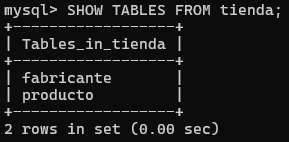 mysql> SHOW TABLES FROM tienda;
+------------------+
| Tables_in_tienda |
+------------------+
| fabricante       |
| producto         |
+------------------+
2 rows in set (0.00 sec)